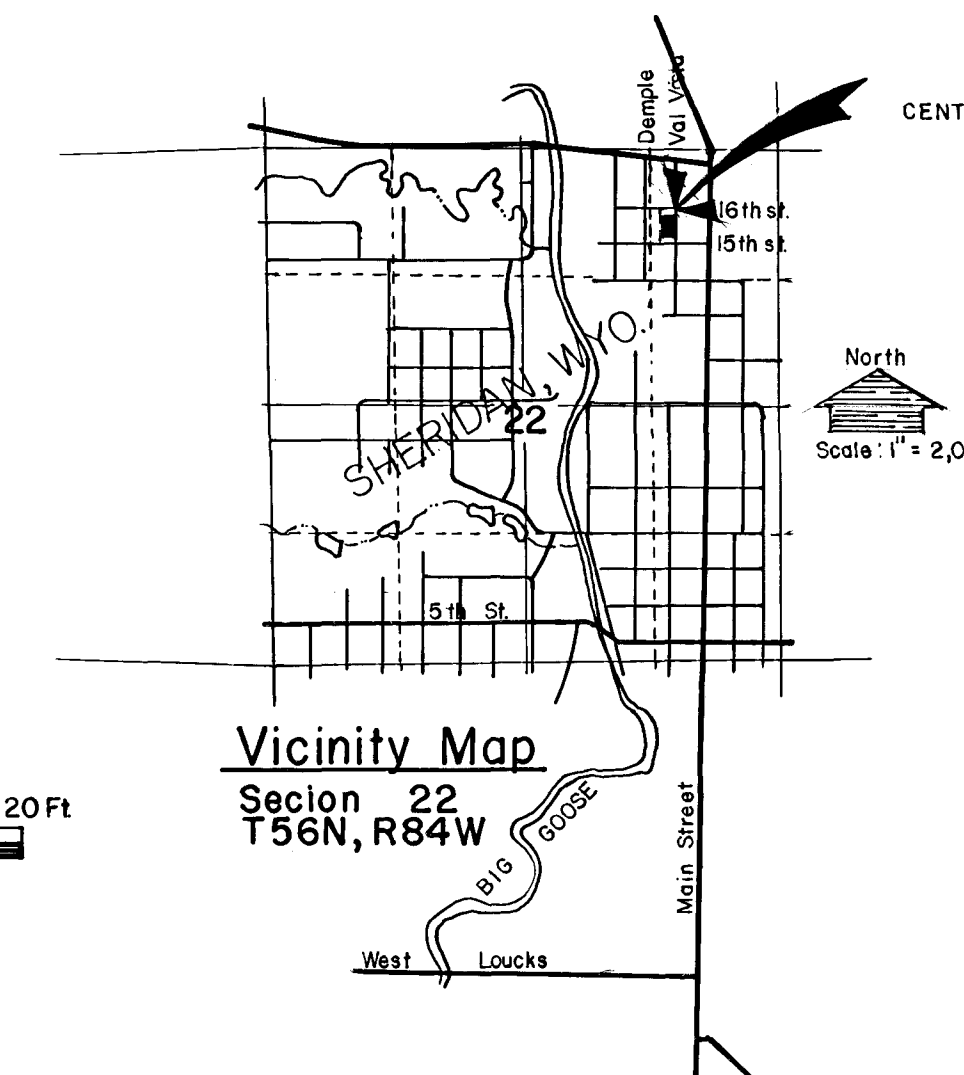 Demple
Val Vista
CENT
16th st.
15th st.
North
Scale: 1" = 2,0
SHERIDAN, WYO.
22
5th St.
Vicinity Map
Secion 22
T56N, R84W
20 Ft.
BIG GOOSE
Main Street
West Loucks